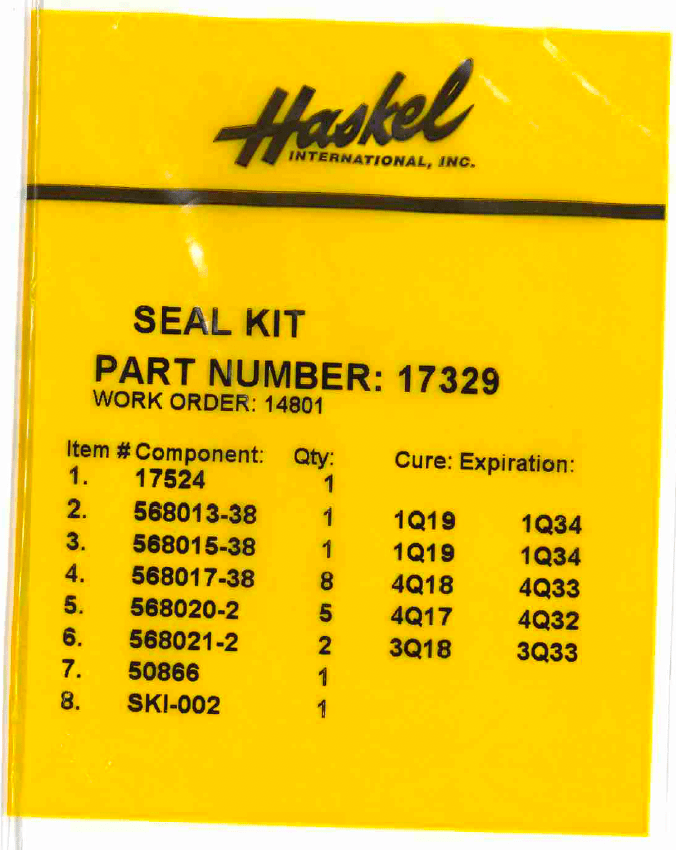 Haskel
INTERNATIONAL, INC.
SEAL KIT
PART NUMBER: 17329
WORK ORDER: 14801
Item # Component: Qty: Cure: Expiration:
1. 17524 1
2. 568013-38 1 1Q19 1Q34
3. 568015-38 1 1Q19 1Q34
4. 568017-38 8 4Q18 4Q33
5. 568020-2 5 4Q17 4Q32
6. 568021-2 2 3Q18 3Q33
7. 50866 1
8. SKI-002 1